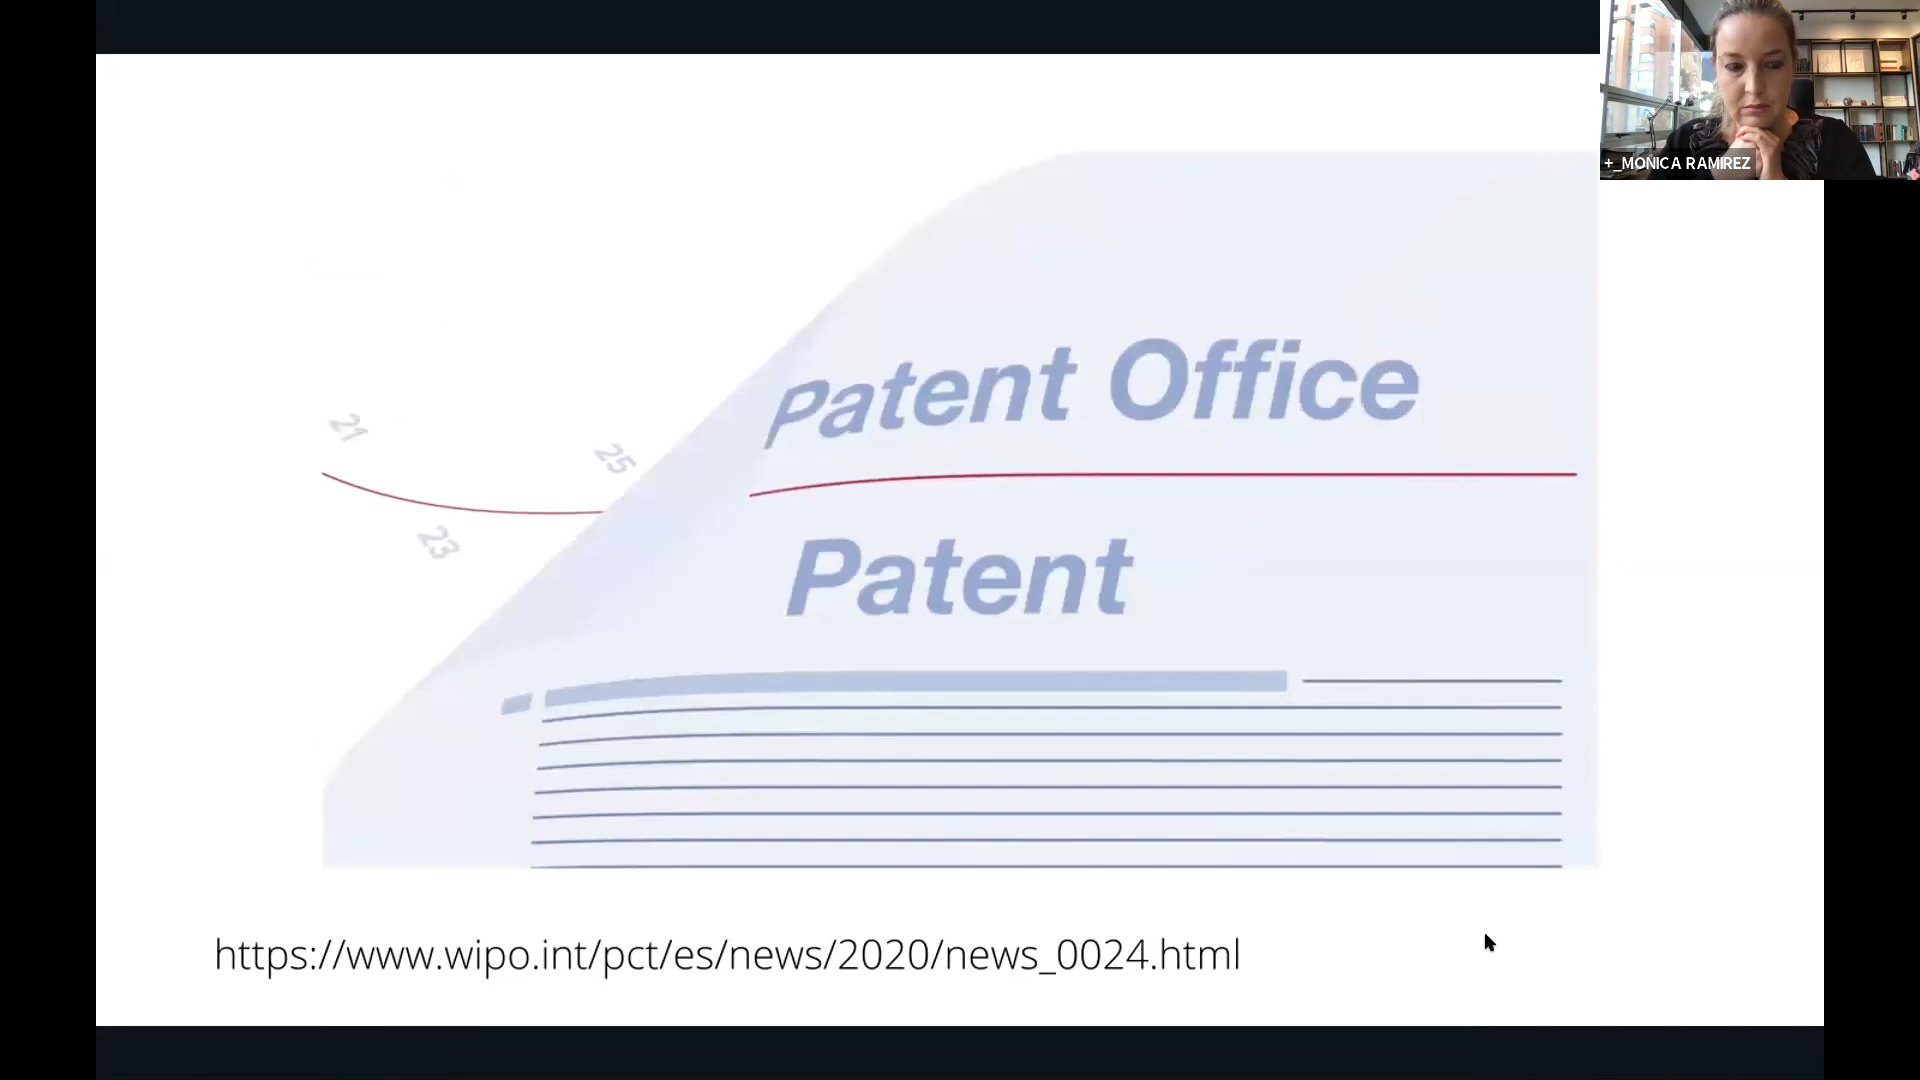 +_MONICA RAMIREZ
Patent Office
21
25
23
Patent
https://www.wipo.int/pct/es/news/2020/news_0024.html